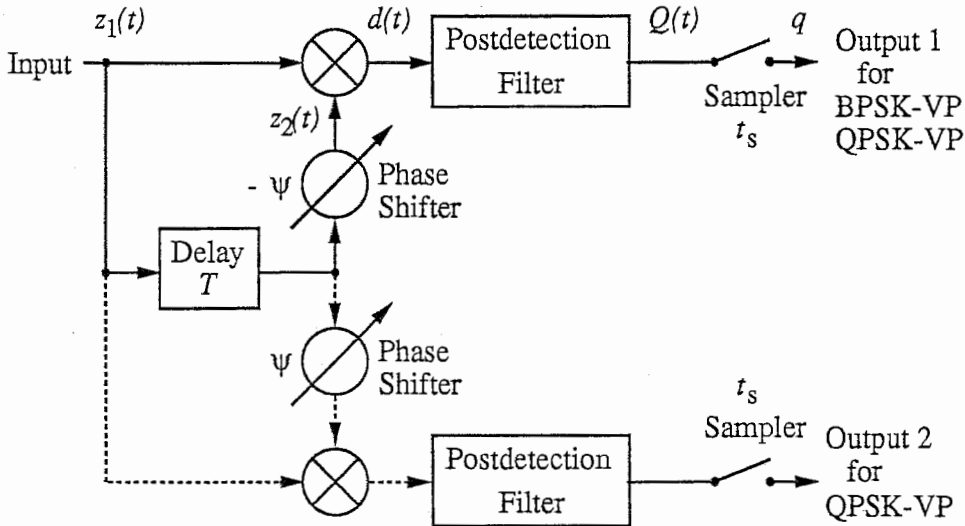 z1(t)
d(t)
Postdetection
Filter
Q(t)
q
Input
Output 1
for
BPSK-VP
QPSK-VP
Sampler
ts
z2(t)
- Ψ
Phase
Shifter
Delay
T
Ψ
Phase
Shifter
ts
Sampler
Postdetection
Filter
Output 2
for
QPSK-VP